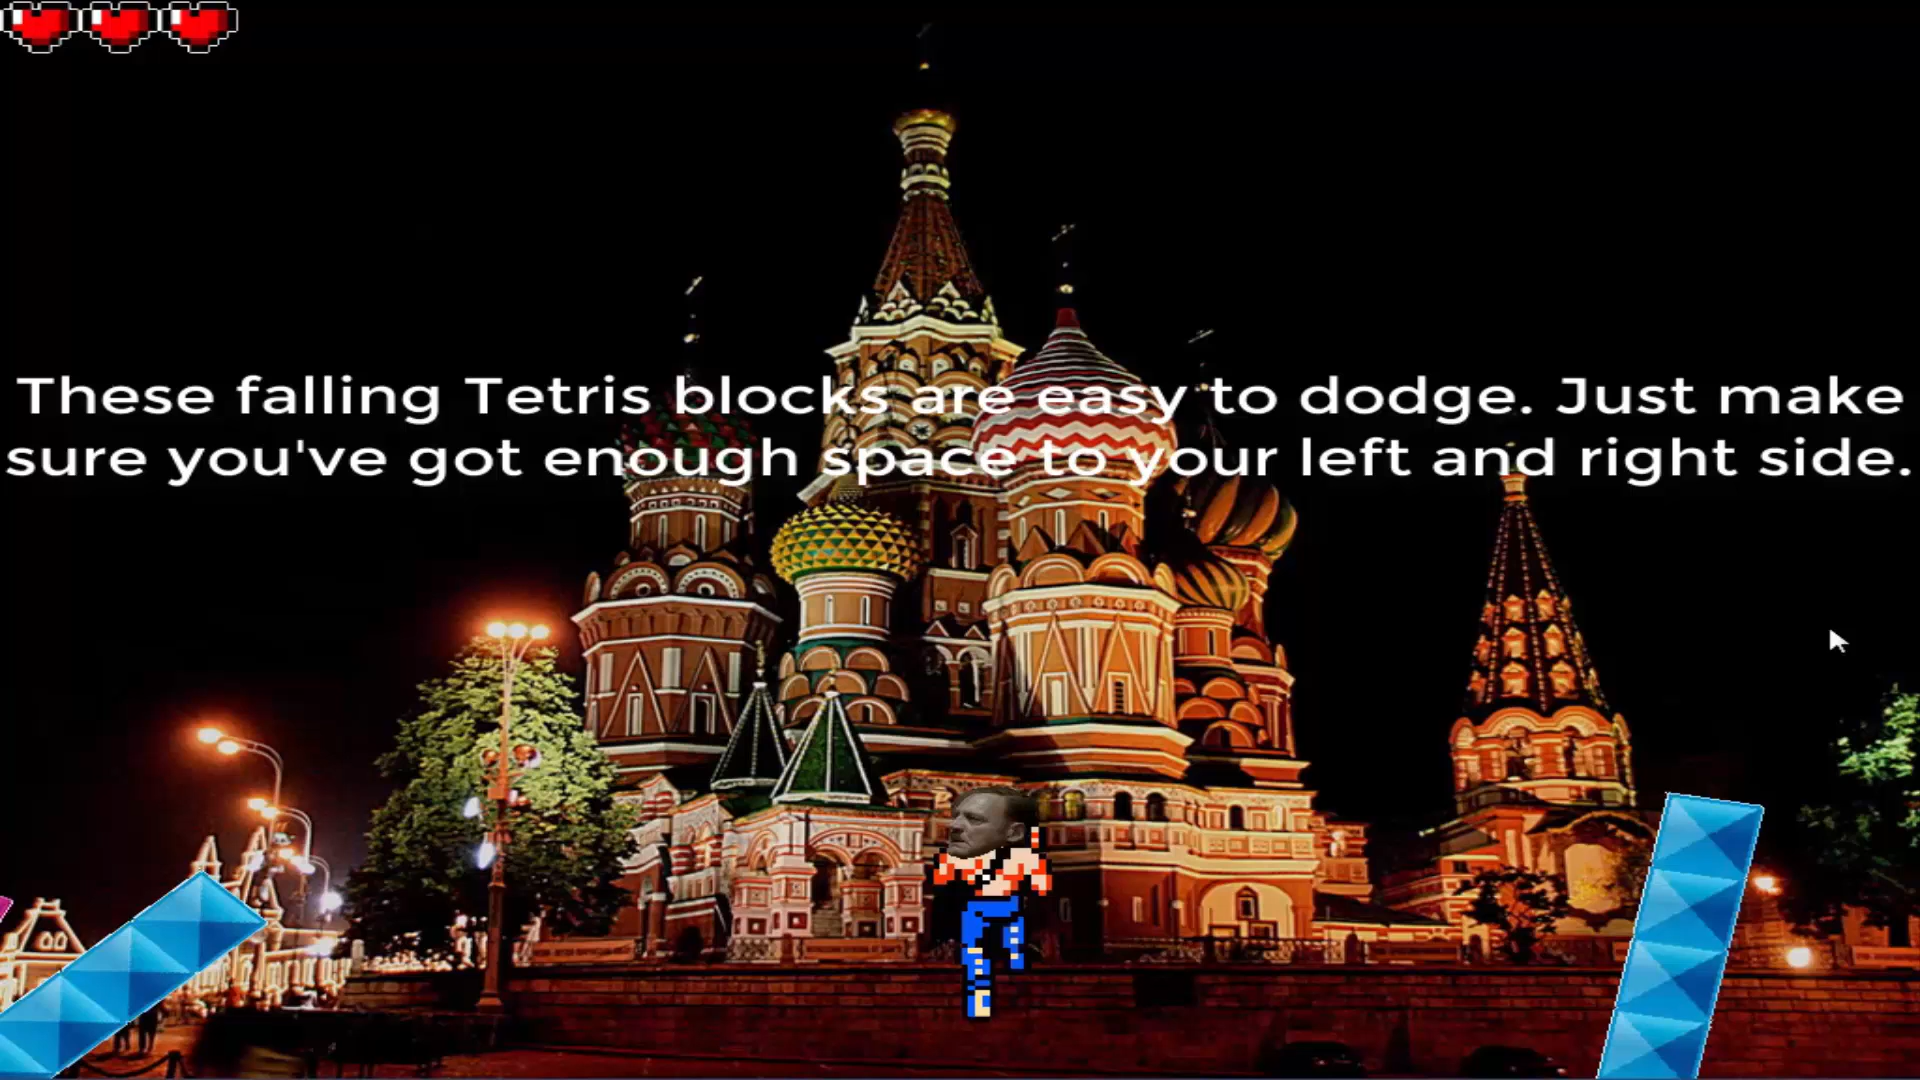 These falling Tetris blocks are easy to dodge. Just make
sure you've got enough space to your left and right side.